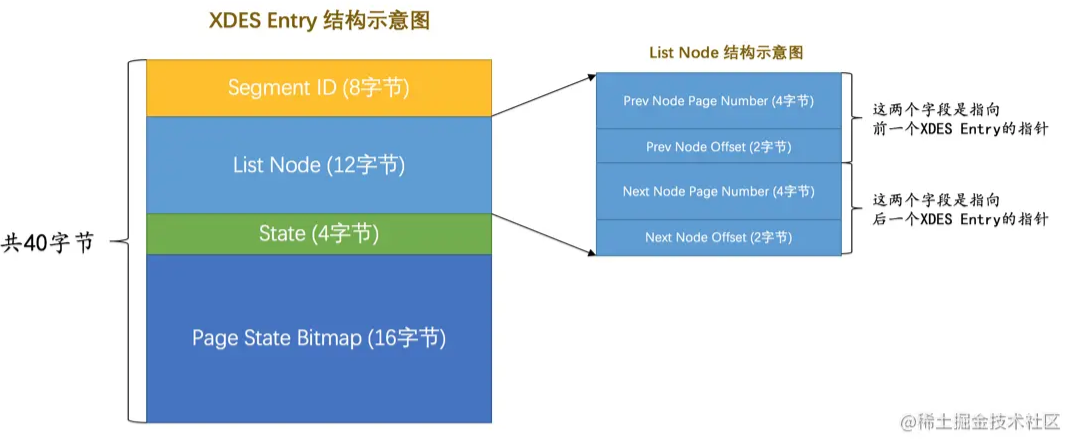 XDES Entry 结构示意图
Segment ID (8字节)
List Node (12字节)
State (4字节)
Page State Bitmap (16字节)
共40字节
List Node 结构示意图
Prev Node Page Number (4字节)
Prev Node Offset (2字节)
Next Node Page Number (4字节)
Next Node Offset (2字节)
这两个字段是指向
前一个XDES Entry的指针
这两个字段是指向
后一个XDES Entry的指针
@稀土掘金技术社区